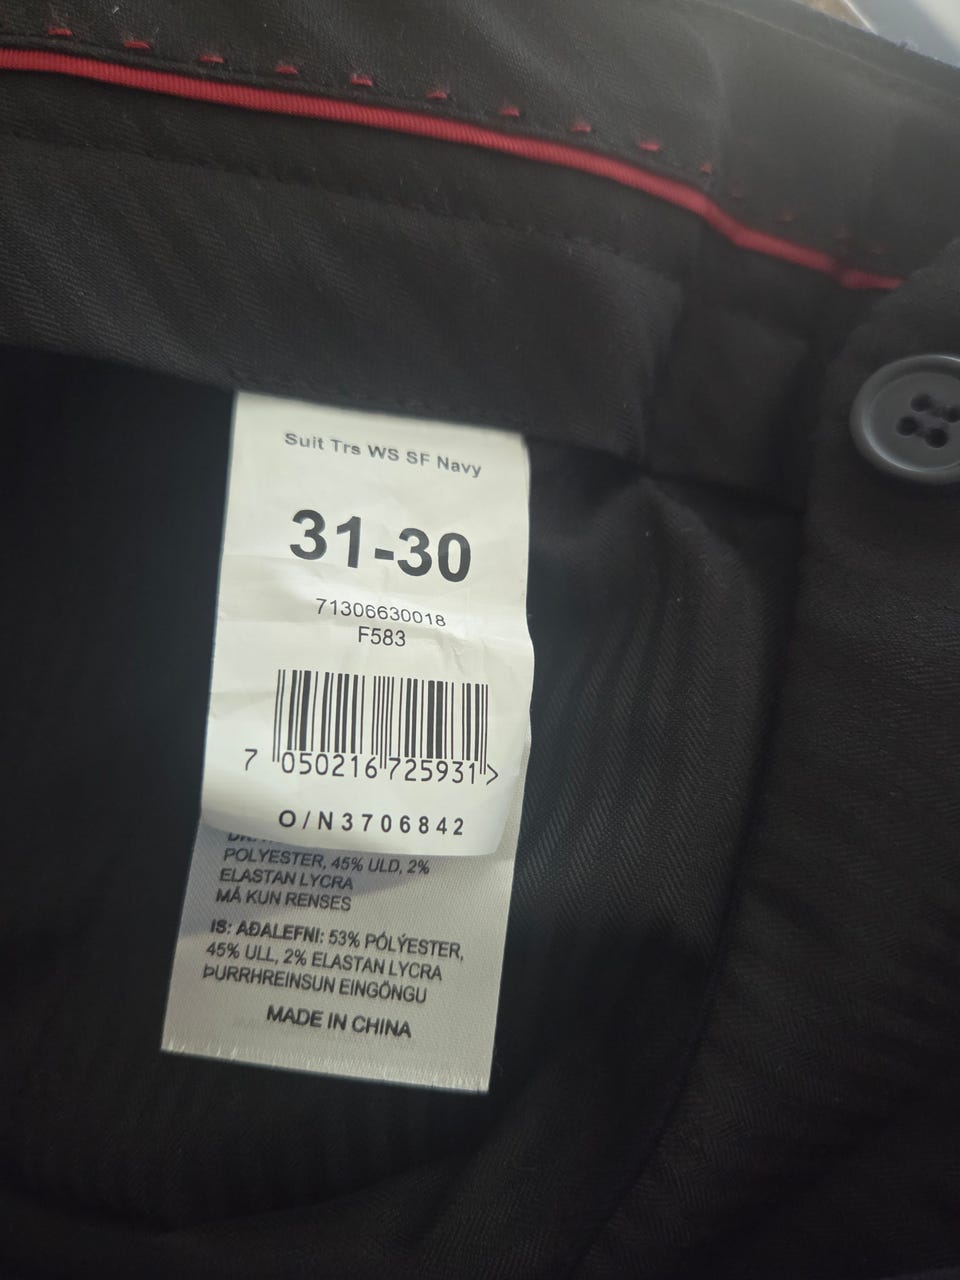 Suit Trs WS SF Navy
31-30
71306630018
F583
7 050216 725931 >
O/N3706842
POLYESTER, 45% ULD, 2%
ELASTAN LYCRA
MÅ KUN RENSES
IS: AÐALEFNI: 53% PÓLÝESTER,
45% ULL, 2% ELASTAN LYCRA
ÞURRHREINSUN EINGÖNGU
MADE IN CHINA